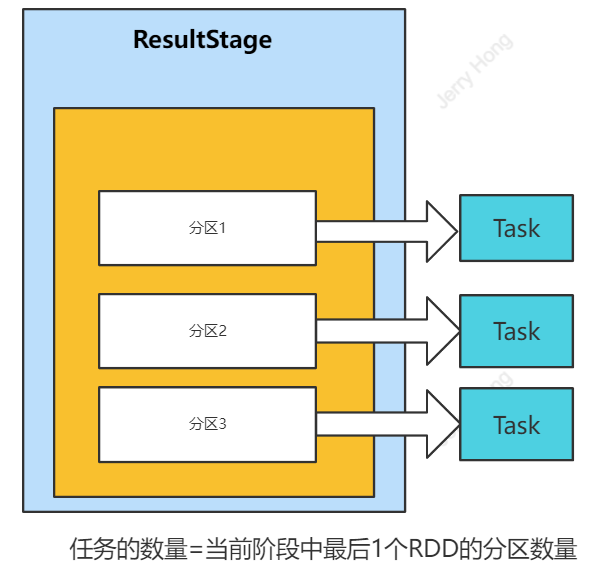 ResultStage
Jerry Hong
分区1
Task
分区2
Task
分区3
Task
任务的数量=当前阶段中最后1个RDD的分区数量